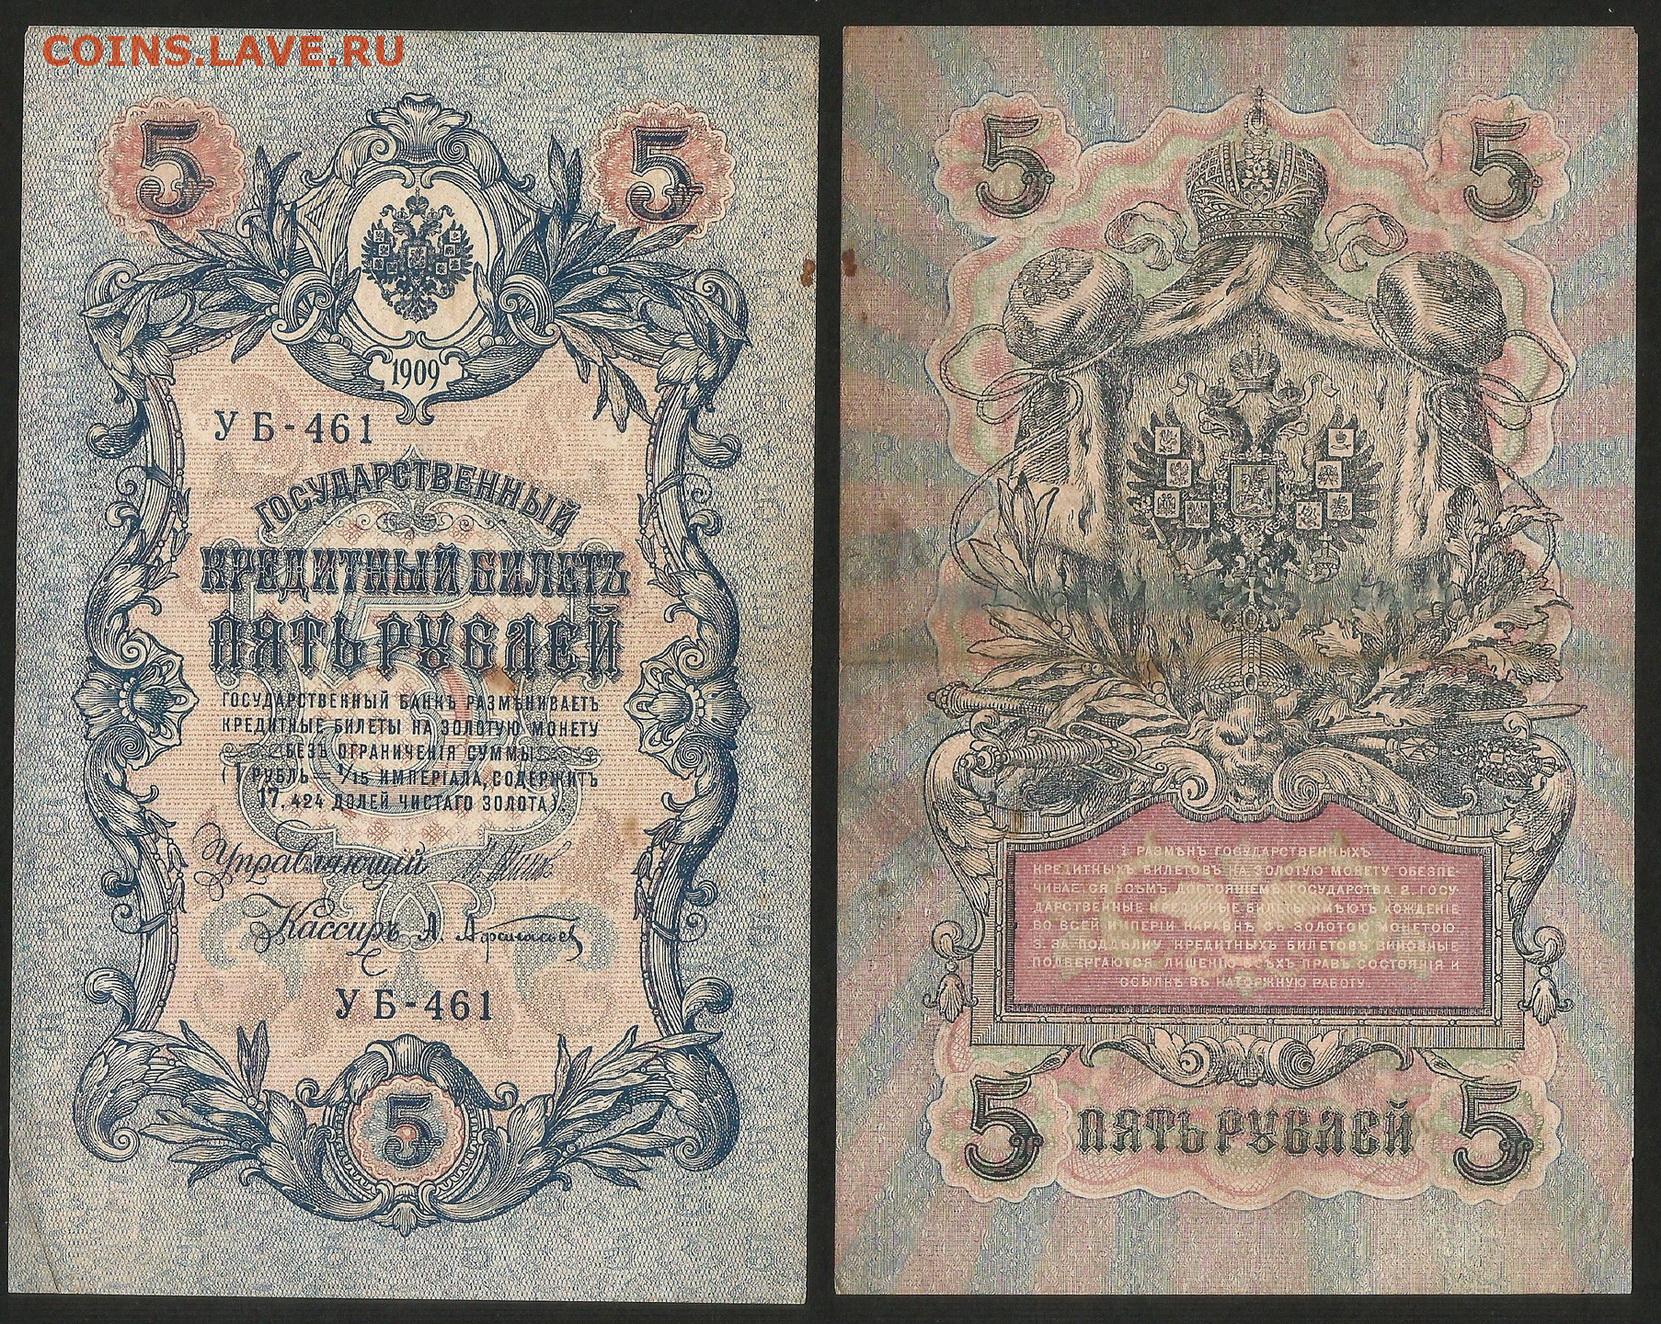 COINS.LAVE.RU
5 5
1909
УБ-461
ГОСУДАРСТВЕННЫЙ
КРЕДИТНЫЙ БИЛЕТЪ
ПЯТЬ РУБЛЕЙ
ГОСУДАРСТВЕННЫЙ БАНКЪ РАЗМѢНИВАЕТЪ
КРЕДИТНЫЕ БИЛЕТЫ НА ЗОЛОТУЮ МОНЕТУ
БЕЗЪ ОГРАНИЧЕНІЯ СУММЫ
(1 РУБЛЬ = 1/15 ИМПЕРІАЛА, СОДЕРЖИТЪ
17,424 ДОЛЕЙ ЧИСТАГО ЗОЛОТА).
Управляющій
Кассиръ А. Афанасьев
УБ-461
5
5 5
1 РАЗМѢНЪ ГОСУДАРСТВЕННЫХЪ
КРЕДИТНЫХЪ БИЛЕТОВЪ НА ЗОЛОТУЮ МОНЕТУ ОБЕЗПЕ-
ЧИВАЕТСЯ ВСѢМЪ ДОСТОЯНІЕМЪ ГОСУДАРСТВА 2. ГОСУ-
ДАРСТВЕННЫЕ КРЕДИТНЫЕ БИЛЕТЫ ИМѢЮТЪ ХОЖДЕНІЕ
ВО ВСЕЙ ИМПЕРІИ НАРАВНѢ СЪ ЗОЛОТОЮ МОНЕТОЮ
3. ЗА ПОДДѢЛКУ КРЕДИТНЫХЪ БИЛЕТОВЪ ВИНОВНЫЕ
ПОДВЕРГАЮТСЯ ЛИШЕНІЮ ВСѢХЪ ПРАВЪ СОСТОЯНІЯ И
ССЫЛКѢ ВЪ КАТОРЖНУЮ РАБОТУ.
5 ПЯТЬ РУБЛЕЙ 5